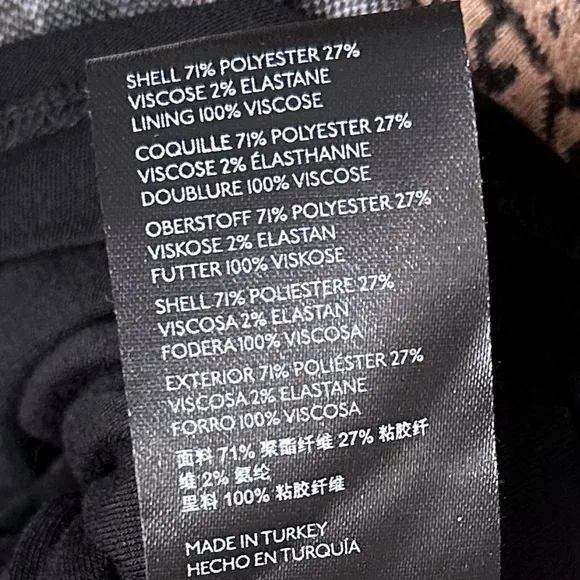 SHELL 71% POLYESTER 27%
VISCOSE 2% ELASTANE
LINING 100% VISCOSE
COQUILLE 71% POLYESTER 27%
VISCOSE 2% ÉLASTHANNE
DOUBLURE 100% VISCOSE
OBERSTOFF 71% POLYESTER 27%
VISKOSE 2% ELASTAN
FUTTER 100% VISKOSE
SHELL 71% POLIESTERE 27%
VISCOSA 2% ELASTAN
FODERA 100% VISCOSA
EXTERIOR 71% POLIÉSTER 27%
VISCOSA 2% ELASTANE
FORRO 100% VISCOSA
面料 71% 聚酯纤维 27% 粘胶纤
维 2% 氨纶
里料 100% 粘胶纤维
MADE IN TURKEY
HECHO EN TURQUÍA